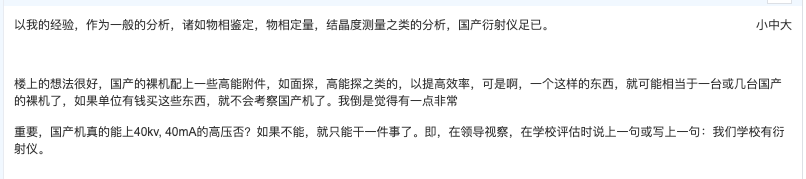 以我的经验，作为一般的分析，诸如物相鉴定，物相定量，结晶度测量之类的分析，国产衍射仪足已。 小中大
楼上的想法很好，国产的裸机配上一些高能附件，如面探，高能探之类的，以提高效率，可是啊，一个这样的东西，就可能相当于一台或几台国产
的裸机了，如果单位有钱买这些东西，就不会考察国产机了。我倒是觉得有一点非常
重要，国产机真的能上40kv, 40mA的高压否？如果不能，就只能干一件事了。即，在领导视察，在学校评估时说上一句或写上一句：我们学校有衍
射仪。